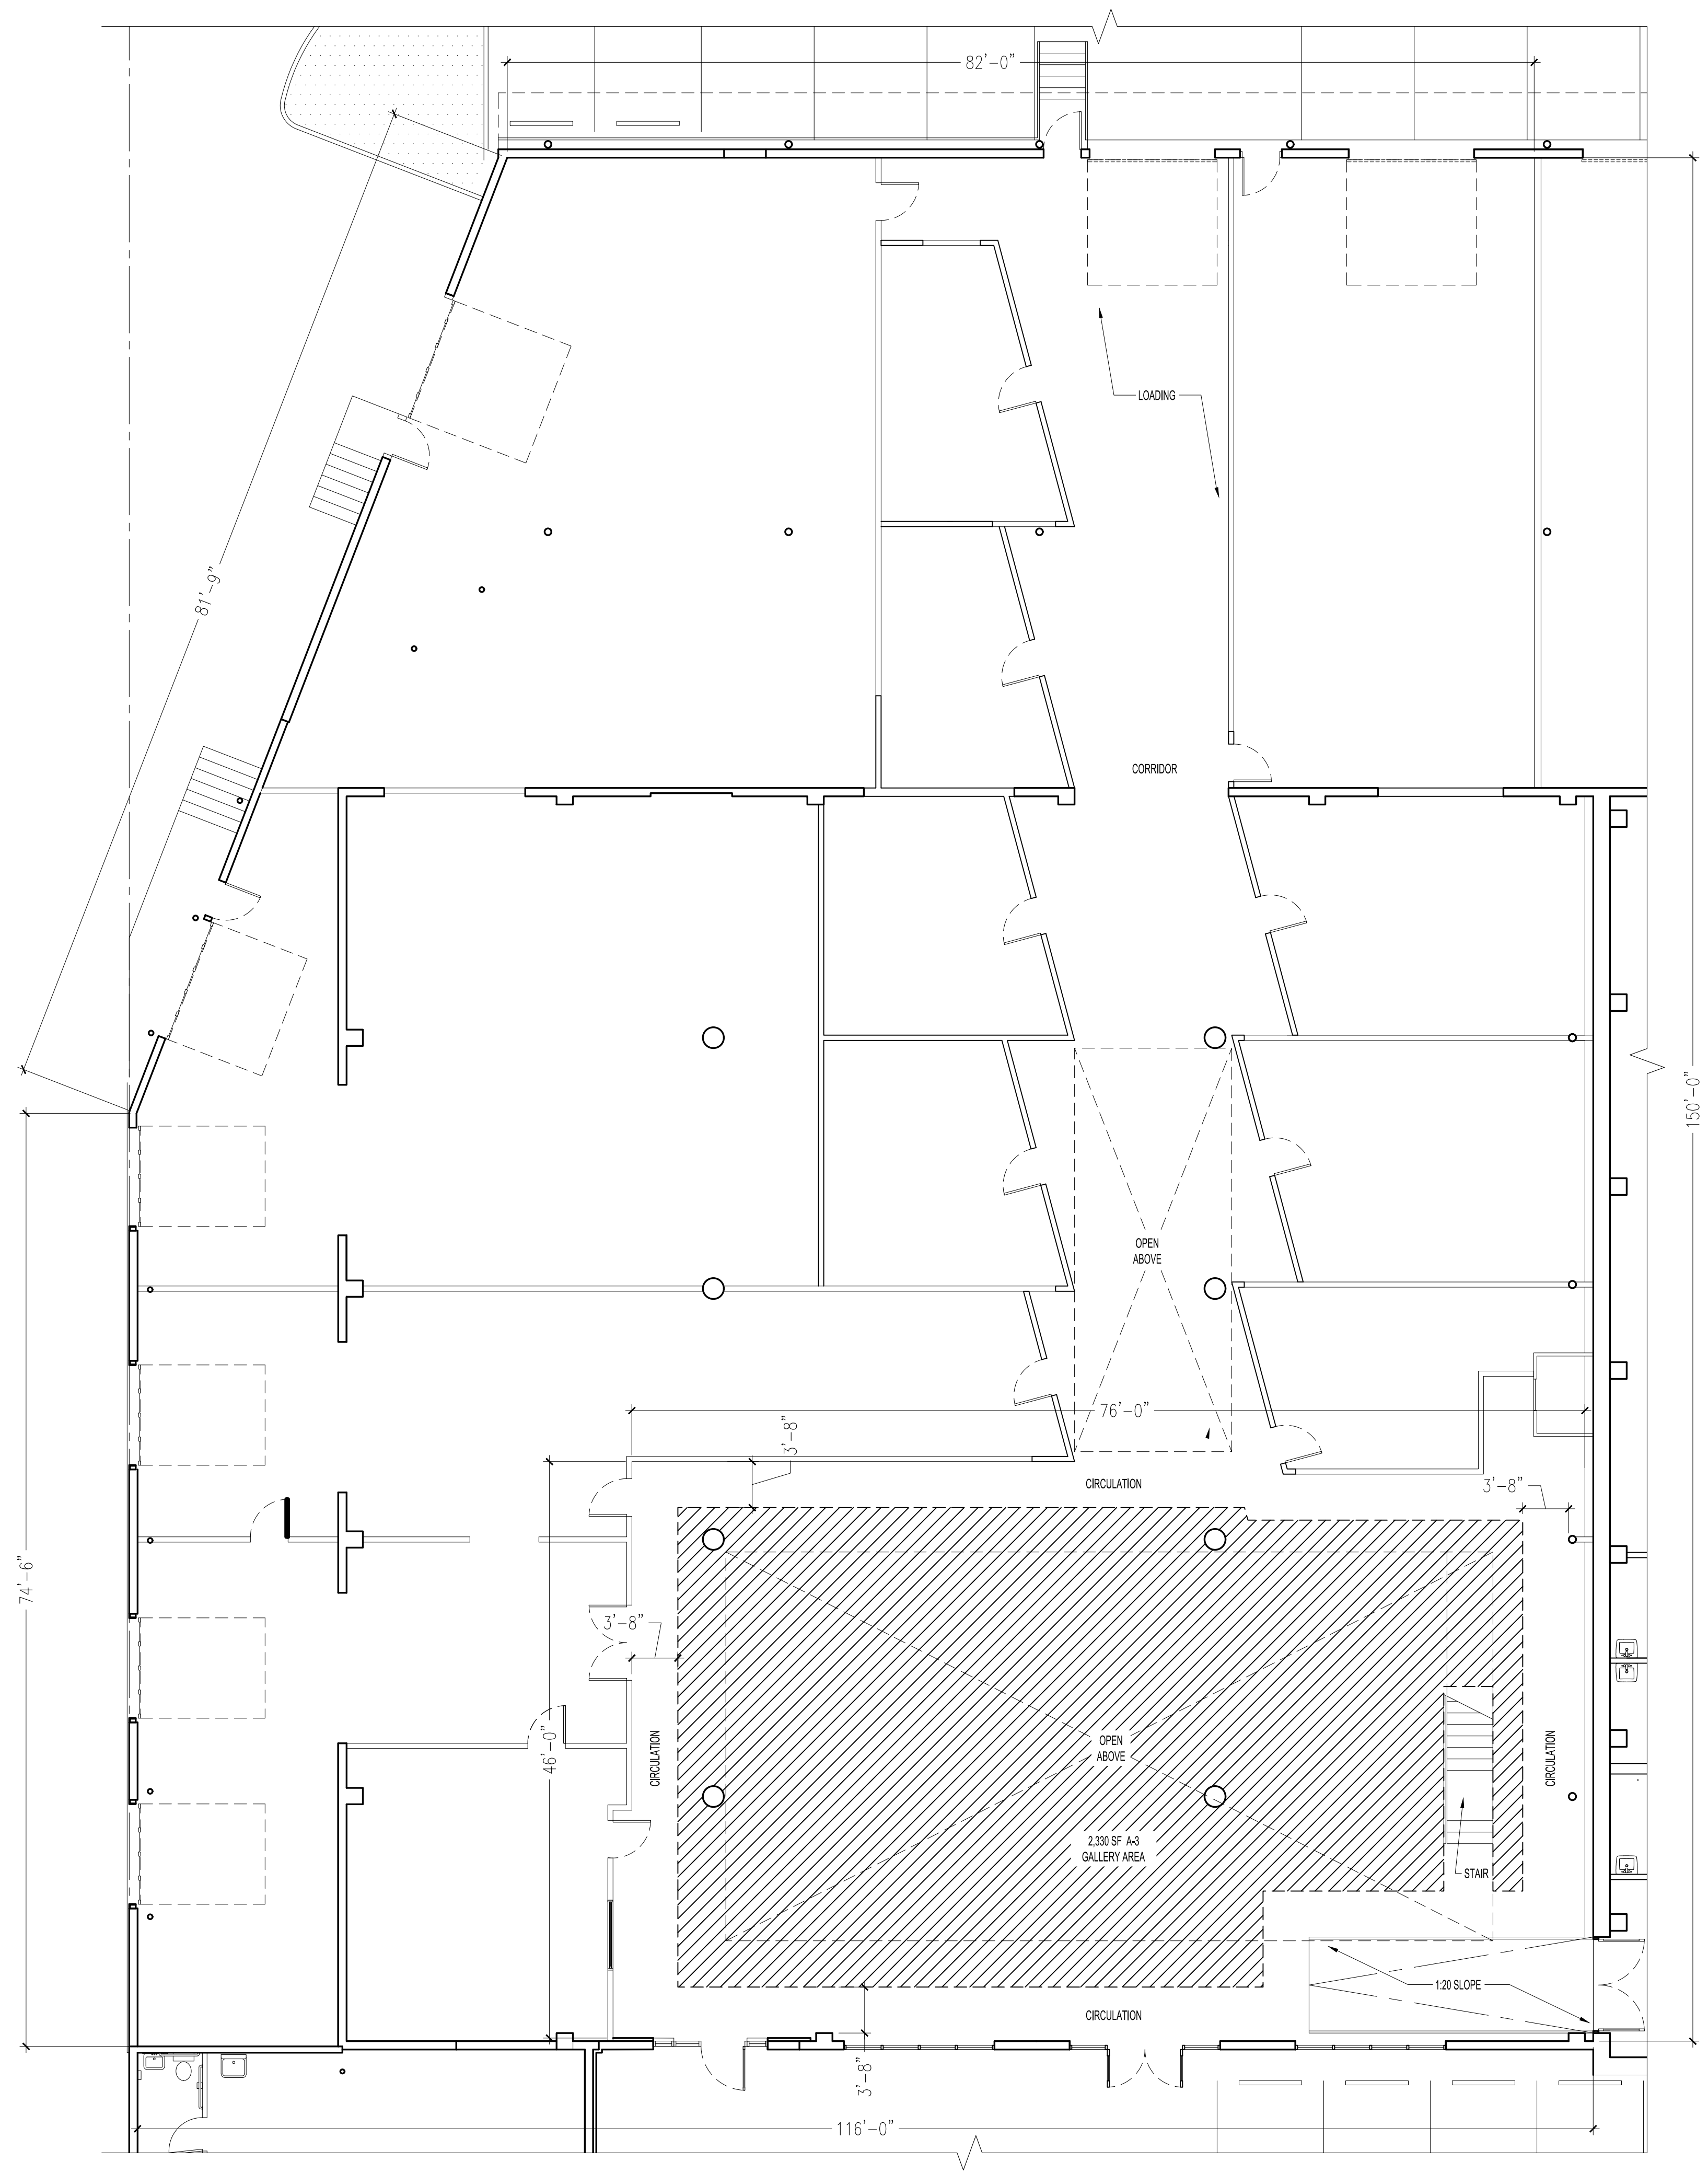 82'-0"
LOADING
81'-9"
CORRIDOR
150'-0"
OPEN
ABOVE
76'-0"
3'-8"
CIRCULATION
3'-8"
74'-6"
3'-8"
46'-0"
CIRCULATION
OPEN
ABOVE
CIRCULATION
2,330 SF A-3
GALLERY AREA
STAIR
1:20 SLOPE
CIRCULATION
3'-8"
116'-0"